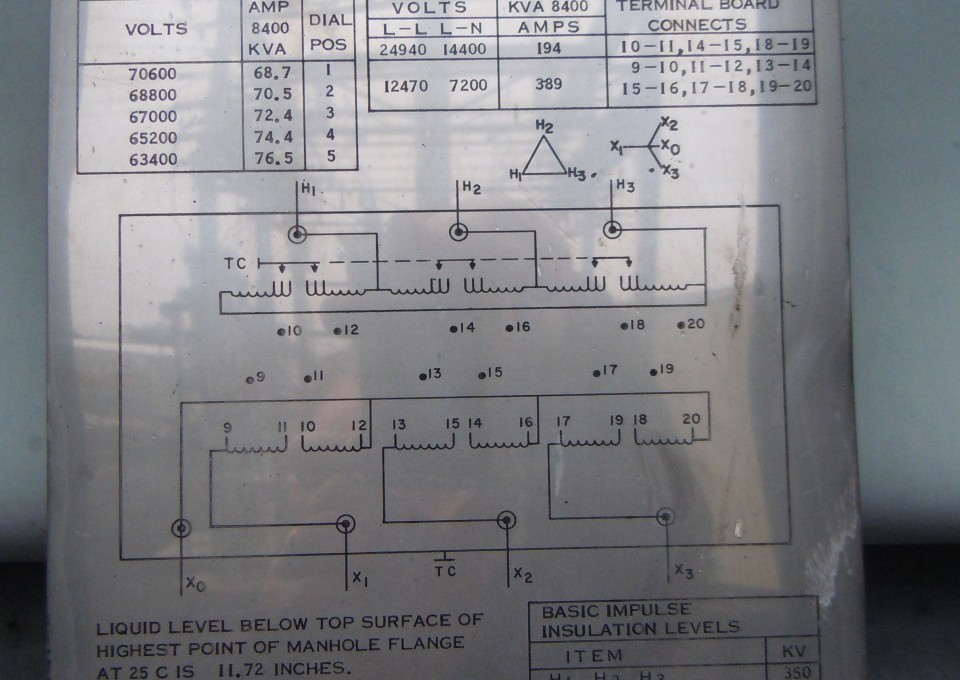 VOLTS AMP 8400 KVA DIAL POS
70600 68.7 1
68800 70.5 2
67000 72.4 3
65200 74.4 4
63400 76.5 5
VOLTS KVA 8400 TERMINAL BOARD
L-L L-N AMPS CONNECTS
24940 14400 194 10-11,14-15,18-19
12470 7200 389 9-10,11-12,13-14
15-16,17-18,19-20
H2
H1 H3
X2
X1 X0
X3
H1 H2 H3
TC
10 12 14 16 18 20
9 11 13 15 17 19
9 11 10 12 13 15 14 16 17 19 18 20
X0 X1 TC X2 X3
LIQUID LEVEL BELOW TOP SURFACE OF
HIGHEST POINT OF MANHOLE FLANGE
AT 25 C IS 11.72 INCHES.
BASIC IMPULSE
INSULATION LEVELS
ITEM KV
H1 H2 H3 350